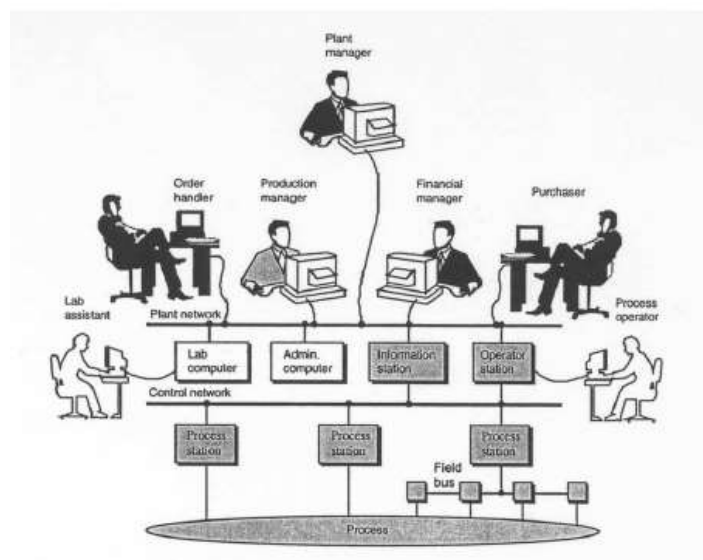 Plant
manager
Order
handler
Production
manager
Financial
manager
Purchaser
Lab
assistant
Plant network
Process
operator
Lab
computer
Admin.
computer
Information
station
Operator
station
Control network
Process
station
Process
station
Process
station
Field
bus
Process